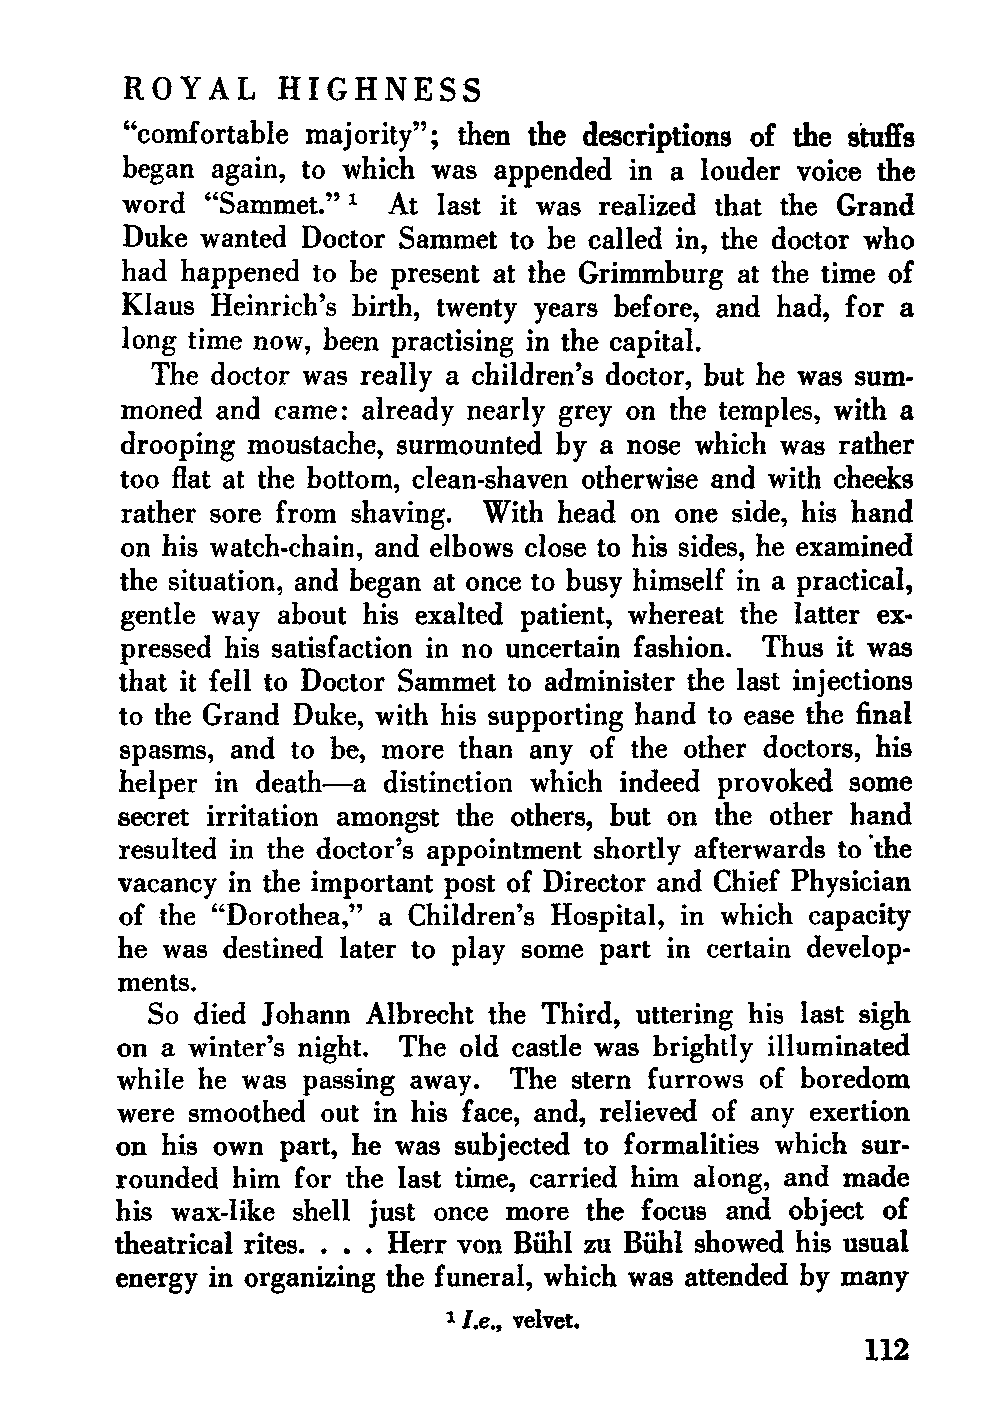 ROYAL HIGHNESS
“comfortable majority”; then the descriptions of the stuffs
began again, to which was appended in a louder voice the
word “Sammet.” ¹ At last it was realized that the Grand
Duke wanted Doctor Sammet to be called in, the doctor who
had happened to be present at the Grimmburg at the time of
Klaus Heinrich’s birth, twenty years before, and had, for a
long time now, been practising in the capital.
The doctor was really a children’s doctor, but he was sum-
moned and came: already nearly grey on the temples, with a
drooping moustache, surmounted by a nose which was rather
too flat at the bottom, clean-shaven otherwise and with cheeks
rather sore from shaving. With head on one side, his hand
on his watch-chain, and elbows close to his sides, he examined
the situation, and began at once to busy himself in a practical,
gentle way about his exalted patient, whereat the latter ex-
pressed his satisfaction in no uncertain fashion. Thus it was
that it fell to Doctor Sammet to administer the last injections
to the Grand Duke, with his supporting hand to ease the final
spasms, and to be, more than any of the other doctors, his
helper in death—a distinction which indeed provoked some
secret irritation amongst the others, but on the other hand
resulted in the doctor’s appointment shortly afterwards to the
vacancy in the important post of Director and Chief Physician
of the “Dorothea,” a Children’s Hospital, in which capacity
he was destined later to play some part in certain develop-
ments.
So died Johann Albrecht the Third, uttering his last sigh
on a winter’s night. The old castle was brightly illuminated
while he was passing away. The stern furrows of boredom
were smoothed out in his face, and, relieved of any exertion
on his own part, he was subjected to formalities which sur-
rounded him for the last time, carried him along, and made
his wax-like shell just once more the focus and object of
theatrical rites. . . . Herr von Bühl zu Bühl showed his usual
energy in organizing the funeral, which was attended by many
¹ I.e., velvet.
112